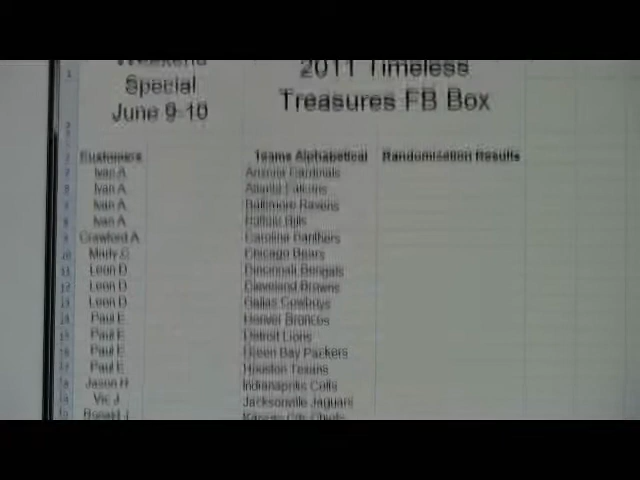 Weekend 2011 Timeless
Special Treasures FB Box
June 9-10
Customers Teams Alphabetical Randomisation Results
Ivan A Arizona Cardinals
Ivan A Atlanta Falcons
Ivan A Baltimore Ravens
Ivan A Buffalo Bills
Crawford A Carolina Panthers
Chicago Bears
Leon D Cincinnati Bengals
Leon D Cleveland Browns
Leon D Dallas Cowboys
Paul E Denver Broncos
Paul E Detroit Lions
Paul E Green Bay Packers
Paul E Houston Texans
Jason H Indianapolis Colts
Vic J Jacksonville Jaguars
Ronald J Kansas City Chiefs